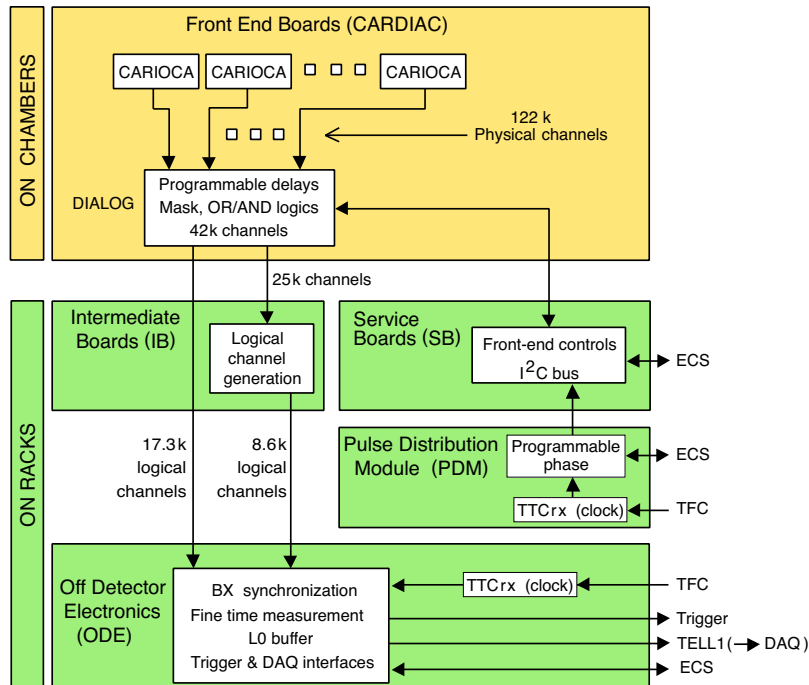 Front End Boards (CARDIAC)
ON CHAMBERS
CARIOCA
CARIOCA
CARIOCA
122 k
Physical channels
DIALOG
Programmable delays
Mask, OR/AND logics
42k channels
25k channels
ON RACKS
Intermediate
Boards (IB)
Logical
channel
generation
Service
Boards (SB)
Front-end controls
I²C bus
ECS
17.3k
logical
channels
8.6k
logical
channels
Pulse Distribution
Module (PDM)
Programmable
phase
ECS
TTCrx (clock)
TFC
Off Detector
Electronics
(ODE)
BX synchronization
Fine time measurement
L0 buffer
Trigger & DAQ interfaces
TTCrx (clock)
TFC
Trigger
TELL1(→ DAQ)
ECS